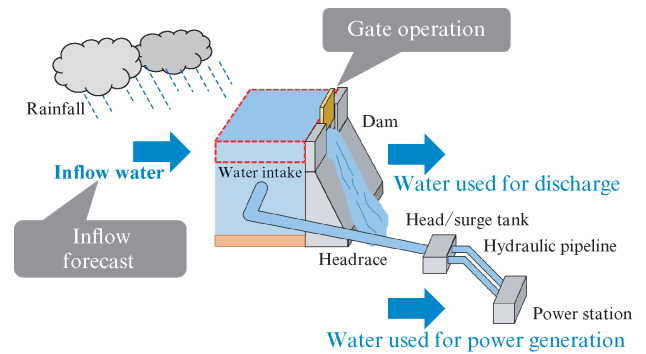 Gate operation
Rainfall
Dam
Inflow water
Water intake
Water used for discharge
Inflow
forecast
Head/surge tank
Hydraulic pipeline
Headrace
Power station
Water used for power generation